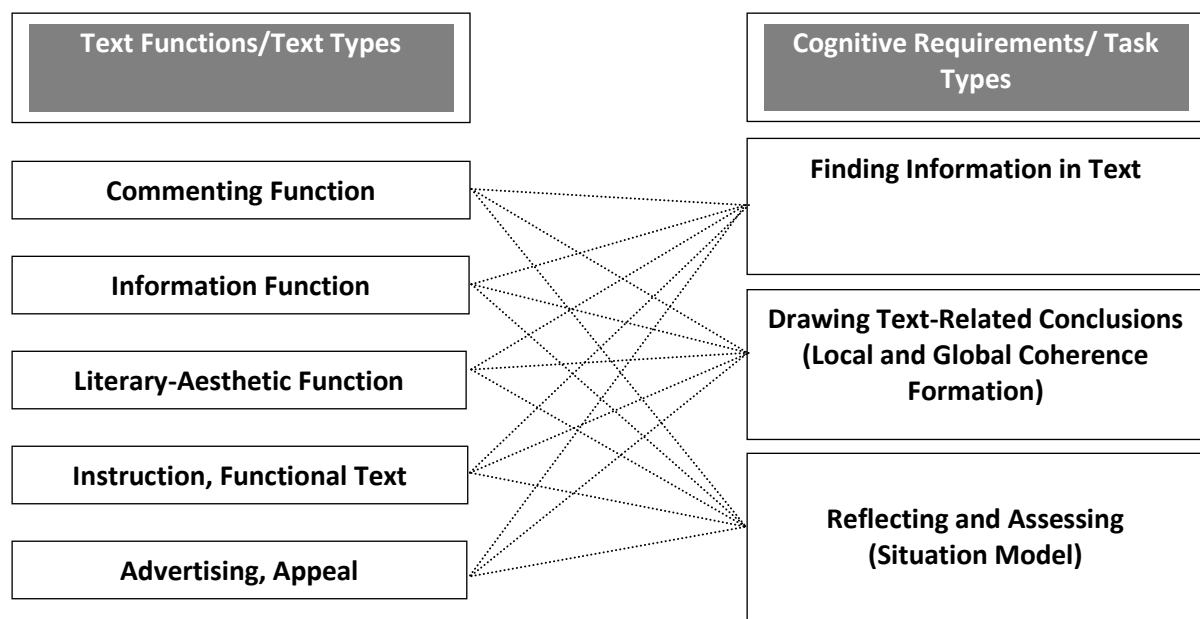 Text Functions/Text Types
Commenting Function
Information Function
Literary-Aesthetic Function
Instruction, Functional Text
Advertising, Appeal
Cognitive Requirements/ Task
Types
Finding Information in Text
Drawing Text-Related Conclusions
(Local and Global Coherence
Formation)
Reflecting and Assessing
(Situation Model)